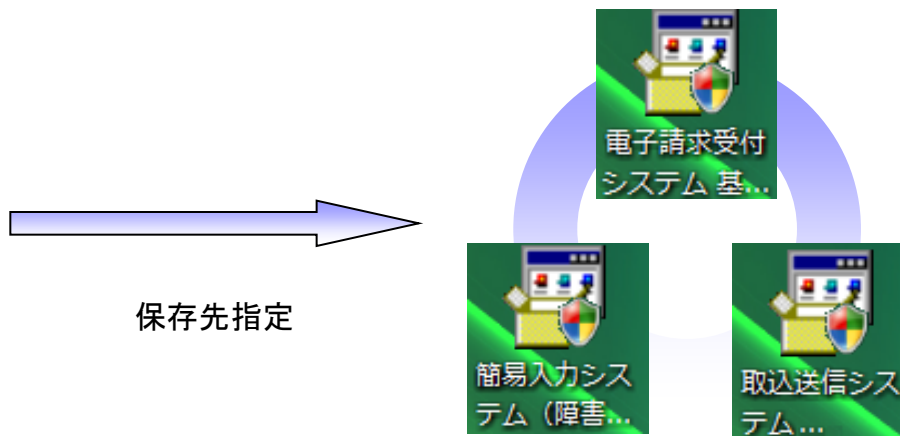 電子請求受付
システム 基...
保存先指定
簡易入力シス
テム（障害...
取込送信シス
テム...